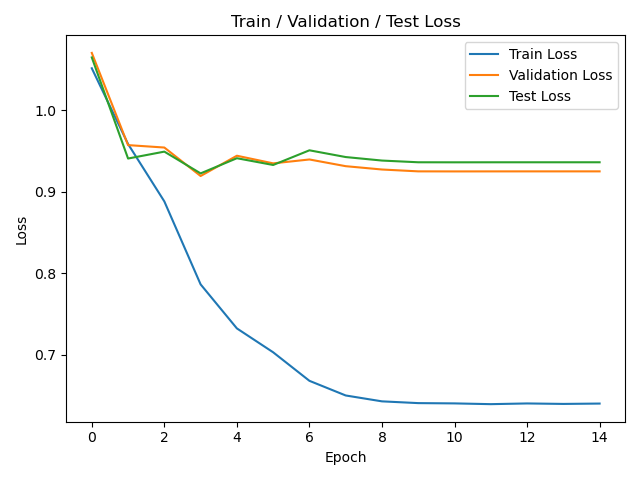 Train / Validation / Test Loss
Train Loss
Validation Loss
Test Loss
1.0
0.9
0.8
0.7
Loss
0 2 4 6 8 10 12 14
Epoch